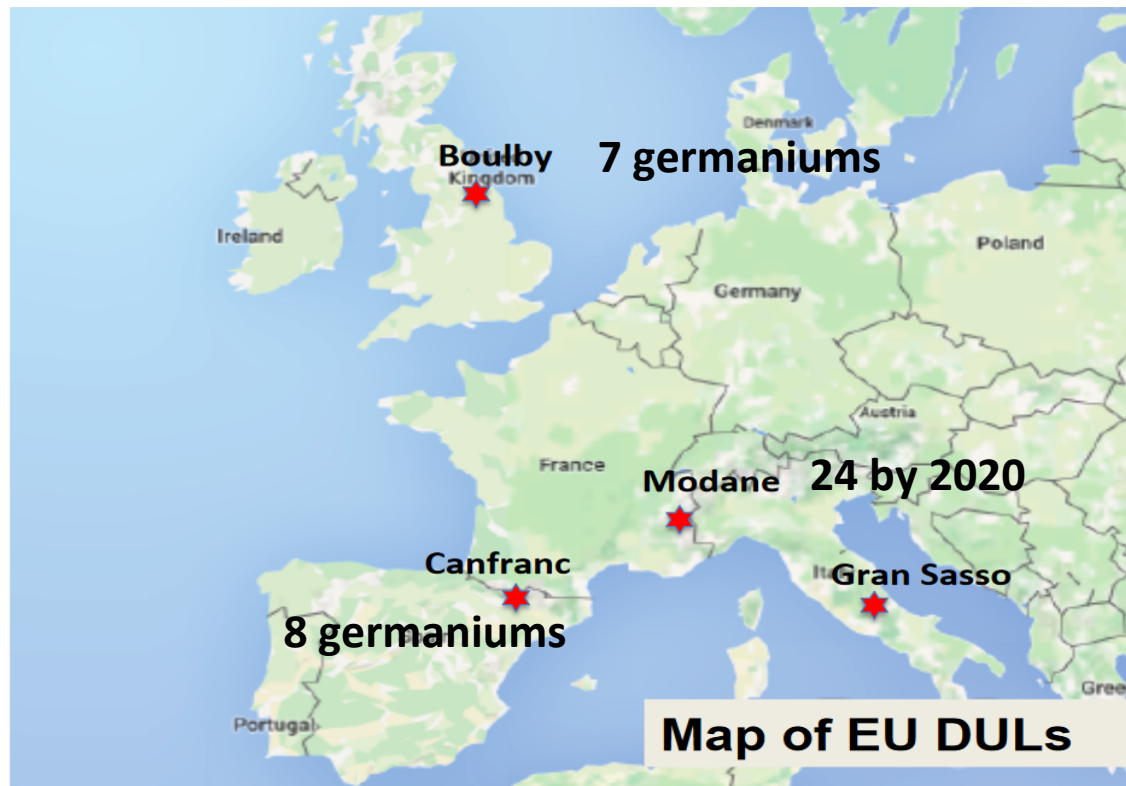 Denmark
Boulby 7 germaniums
Kingdom
Ireland
Poland
Germany
Austria
France
Modane 24 by 2020
Canfranc
Gran Sasso
8 germaniums
Portugal
Map of EU DULs